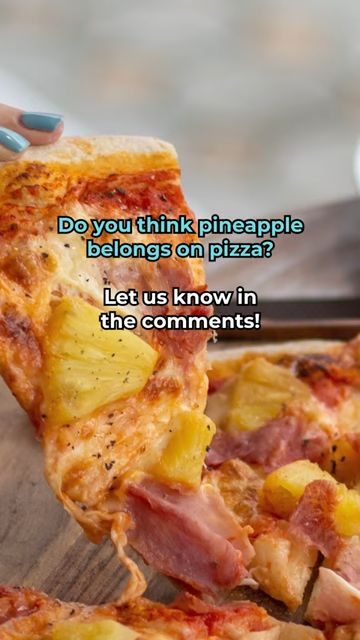 Do you think pineapple
belongs on pizza?
Let us know in
the comments!